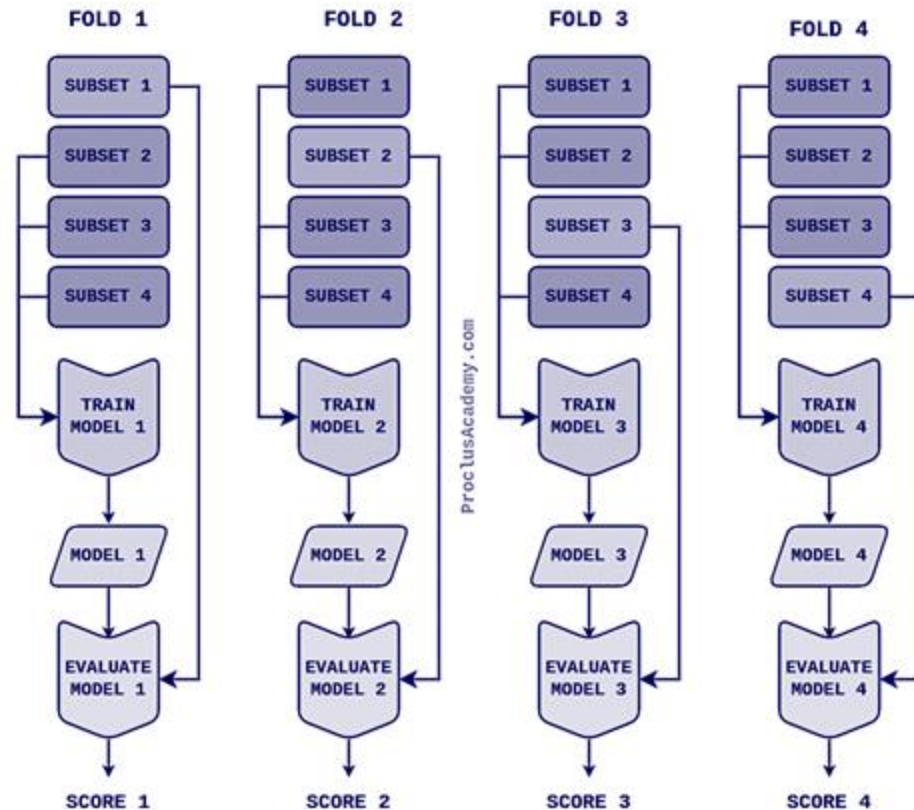 FOLD 1
SUBSET 1
SUBSET 2
SUBSET 3
SUBSET 4
TRAIN
MODEL 1
MODEL 1
EVALUATE
MODEL 1
SCORE 1
FOLD 2
SUBSET 1
SUBSET 2
SUBSET 3
SUBSET 4
TRAIN
MODEL 2
MODEL 2
EVALUATE
MODEL 2
SCORE 2
ProclusAcademy.com
FOLD 3
SUBSET 1
SUBSET 2
SUBSET 3
SUBSET 4
TRAIN
MODEL 3
MODEL 3
EVALUATE
MODEL 3
SCORE 3
FOLD 4
SUBSET 1
SUBSET 2
SUBSET 3
SUBSET 4
TRAIN
MODEL 4
MODEL 4
EVALUATE
MODEL 4
SCORE 4